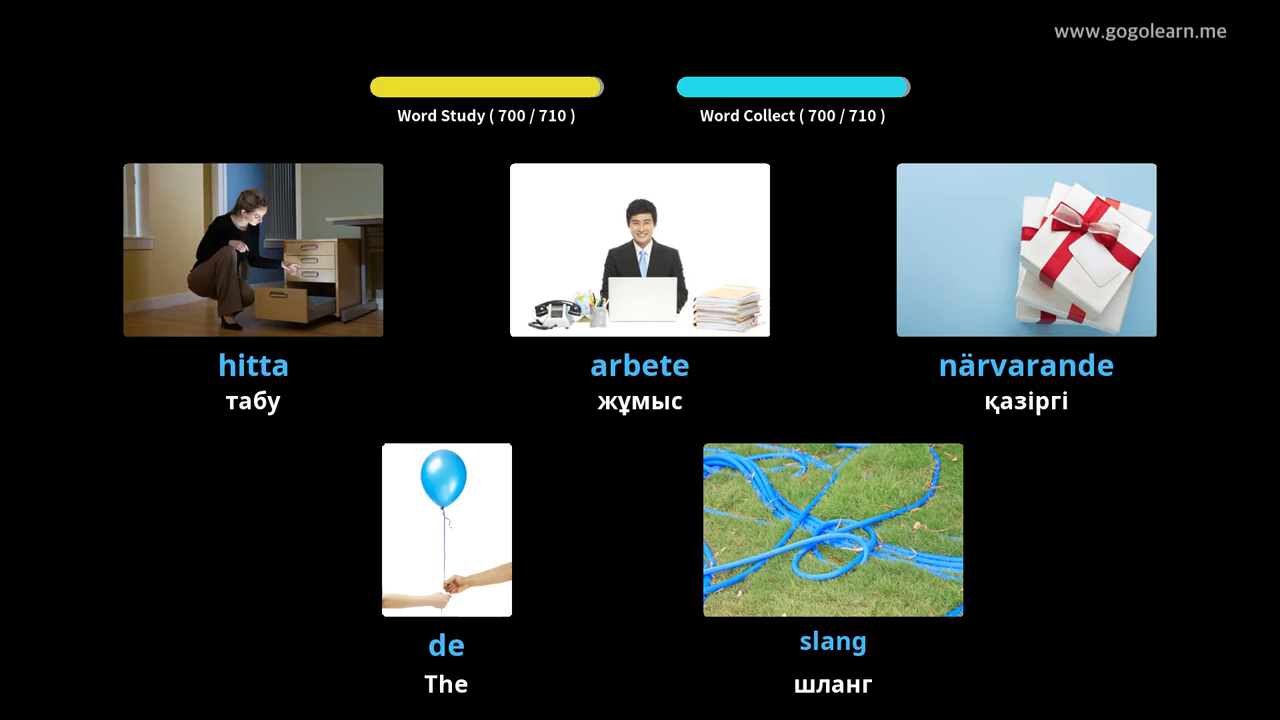 www.gogolearn.me
Word Study ( 700 / 710 )
Word Collect ( 700 / 710 )
hitta
табу
arbete
жұмыс
närvarande
қазіргі
de
The
slang
шланг